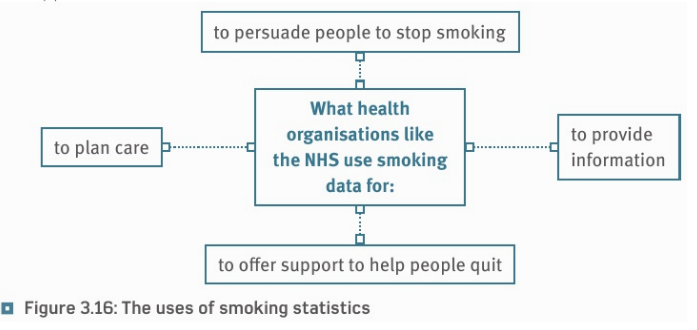 to persuade people to stop smoking
What health
organisations like
the NHS use smoking
data for:
to plan care
to provide
information
to offer support to help people quit
Figure 3.16: The uses of smoking statistics